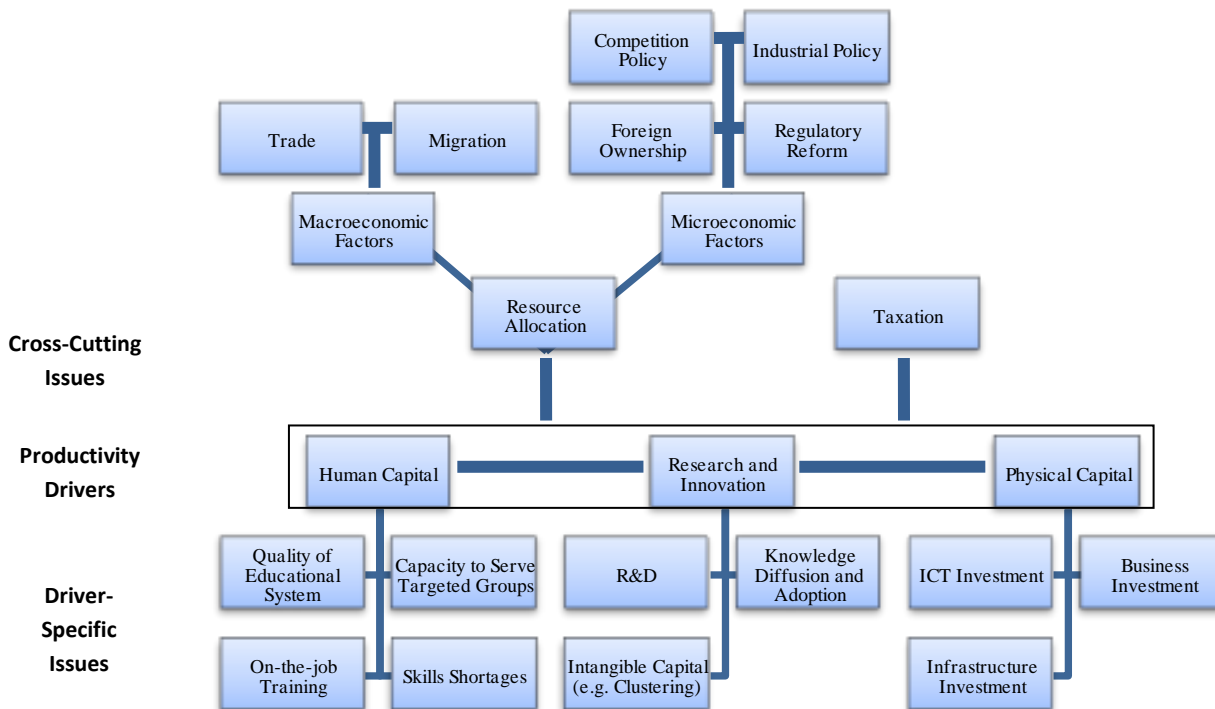 Competition
Policy
Industrial Policy
Trade
Migration
Foreign
Ownership
Regulatory
Reform
Macroeconomic
Factors
Microeconomic
Factors
Resource
Allocation
Taxation
Cross-Cutting
Issues
Productivity
Drivers
Human Capital
Research and
Innovation
Physical Capital
Driver-
Specific
Issues
Quality of
Educational
System
Capacity to Serve
Targeted Groups
R&D
Knowledge
Diffusion and
Adoption
ICT Investment
Business
Investment
On-the-job
Training
Skills Shortages
Intangible Capital
(e.g. Clustering)
Infrastructure
Investment